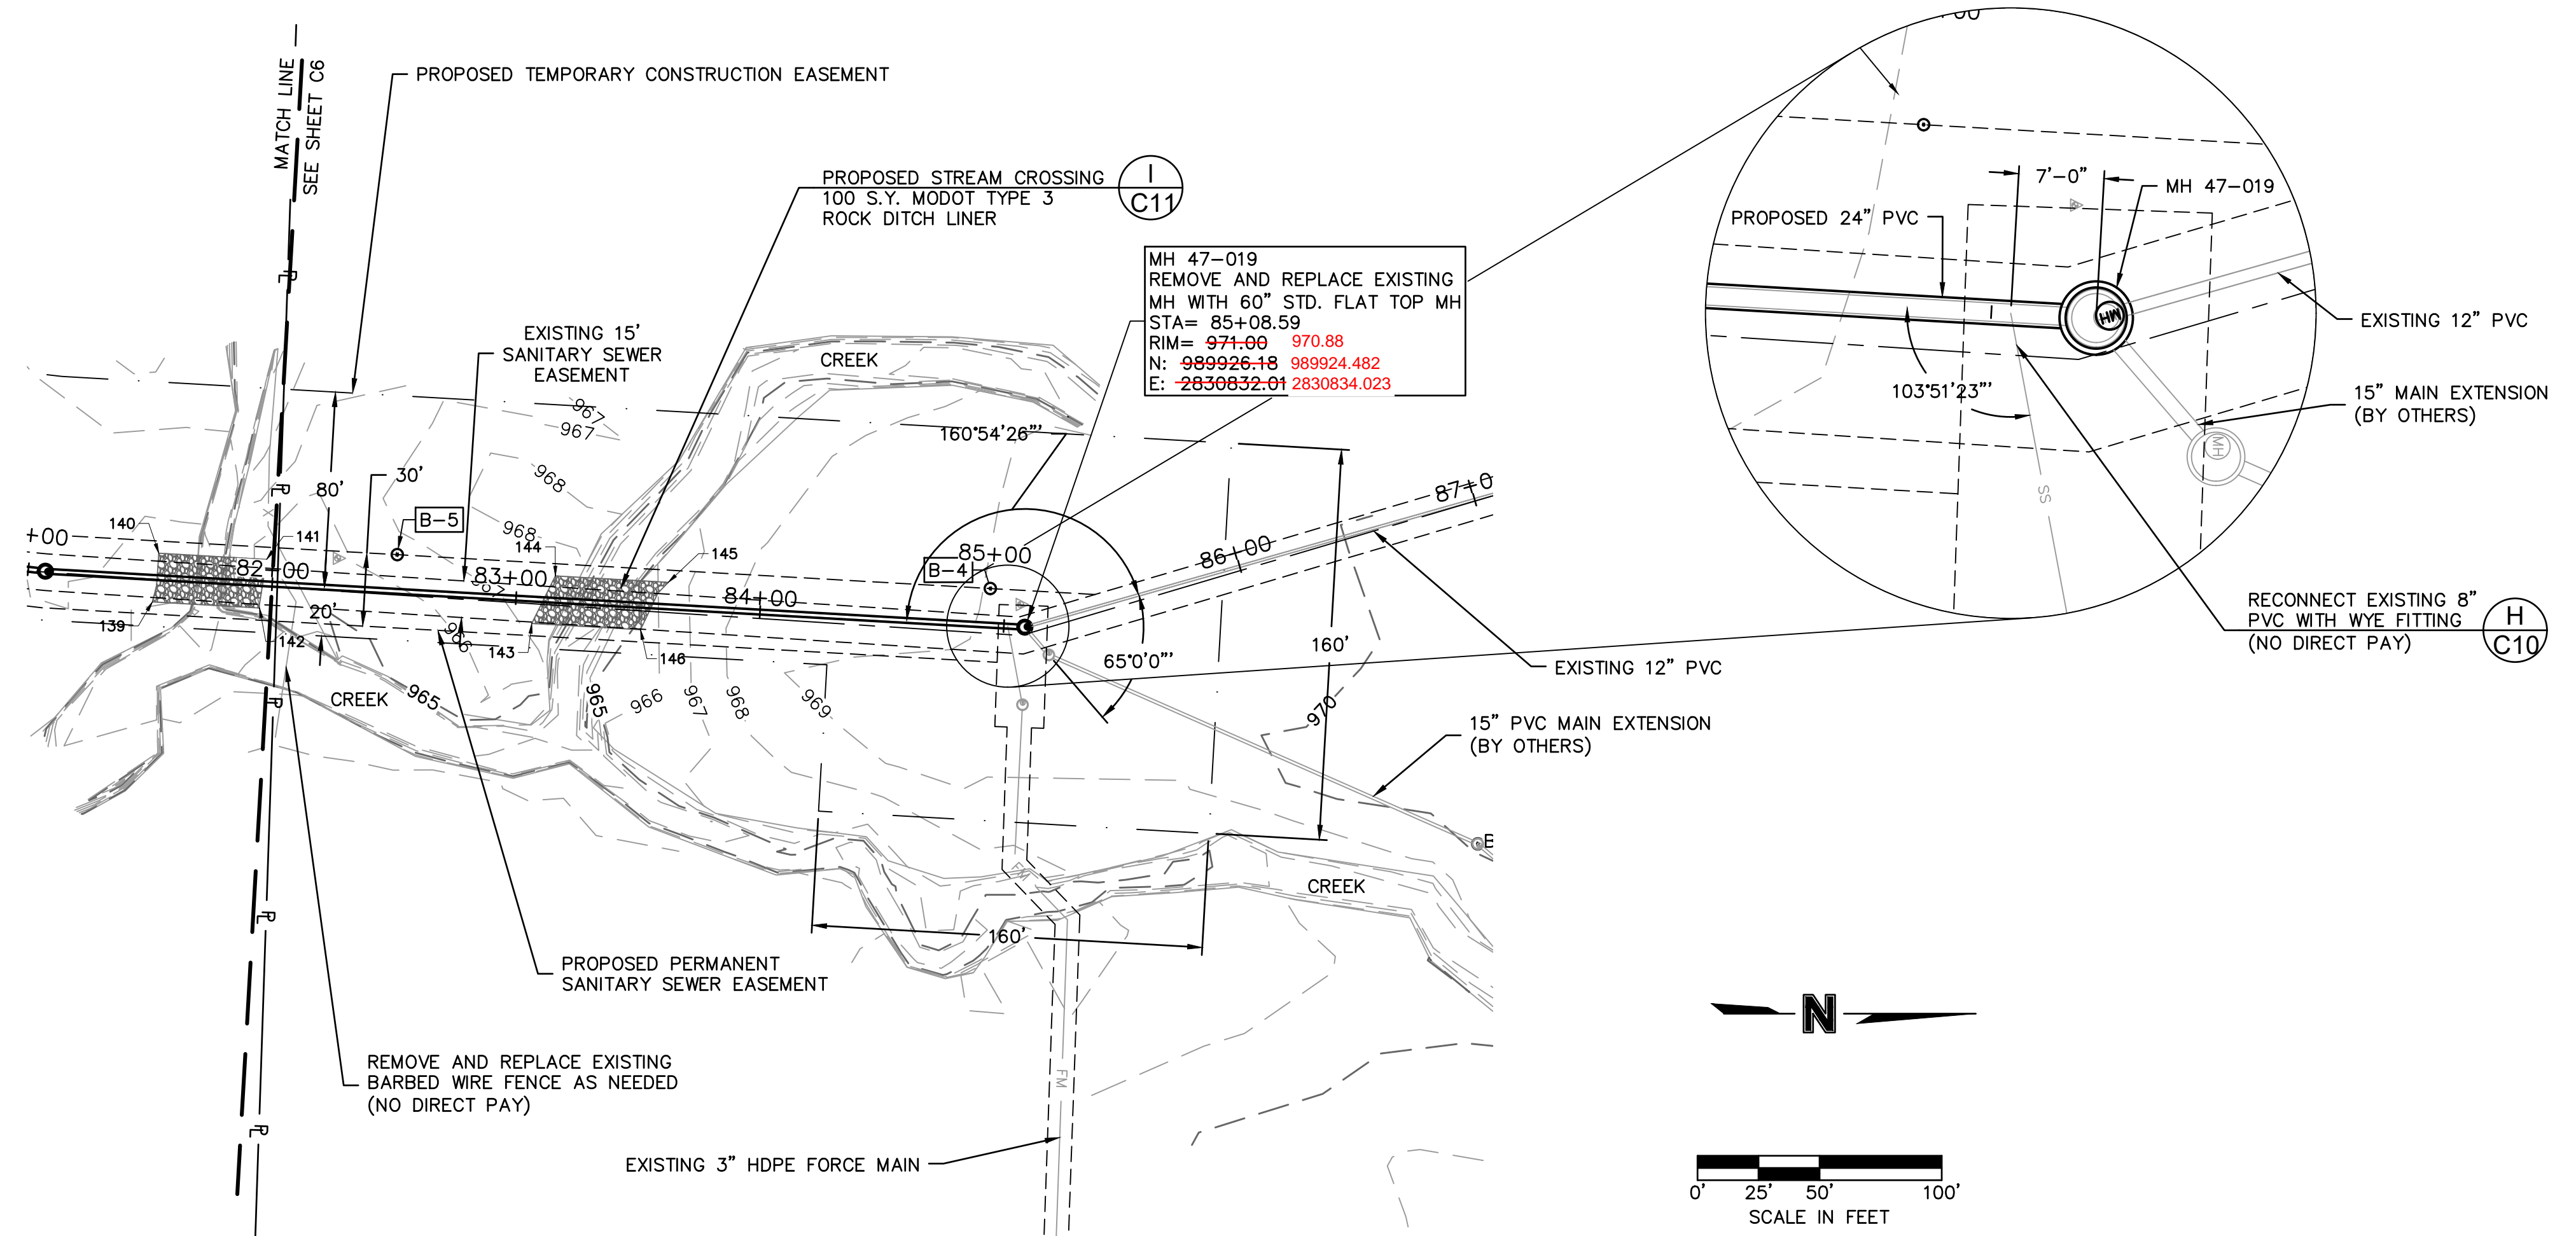 MATCH LINE
SEE SHEET C6
PROPOSED TEMPORARY CONSTRUCTION EASEMENT
PROPOSED STREAM CROSSING
100 S.Y. MODOT TYPE 3
ROCK DITCH LINER
I
C11
MH 47-019
REMOVE AND REPLACE EXISTING
MH WITH 60" STD. FLAT TOP MH
STA= 85+08.59
RIM= 971.00 970.88
N: 989926.18 989924.482
E: 2830832.01 2830834.023
EXISTING 15'
SANITARY SEWER
EASEMENT
CREEK
967
967
968
968
967
966
160°54'26"'
80'
30'
20'
B-5
B-4
140
141
139
142
144
145
143
146
+00
82+00
83+00
84+00
85+00
86+00
87+0
965
965
966
967
968
969
970
CREEK
65°0'0"'
160'
EXISTING 12" PVC
15" PVC MAIN EXTENSION
(BY OTHERS)
B
CREEK
160'
PROPOSED PERMANENT
SANITARY SEWER EASEMENT
REMOVE AND REPLACE EXISTING
BARBED WIRE FENCE AS NEEDED
(NO DIRECT PAY)
EXISTING 3" HDPE FORCE MAIN
FM
FM
PL
PL
PL
PL
PL
7'-0"
MH 47-019
PROPOSED 24" PVC
MH
EXISTING 12" PVC
103°51'23"'
15" MAIN EXTENSION
(BY OTHERS)
MH
SS
RECONNECT EXISTING 8"
PVC WITH WYE FITTING
(NO DIRECT PAY)
H
C10
N
0' 25' 50' 100'
SCALE IN FEET